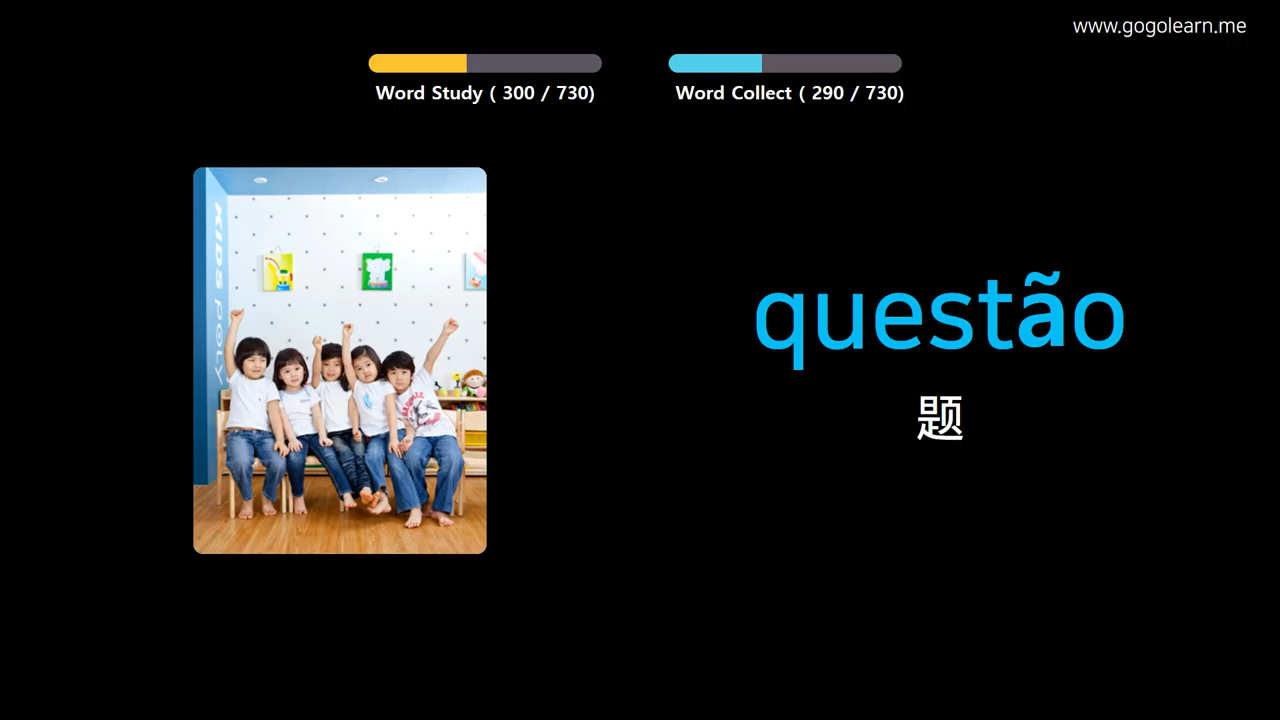 www.gogolearn.me
Word Study ( 300 / 730)
Word Collect ( 290 / 730)
KIDS POLY
questão
题